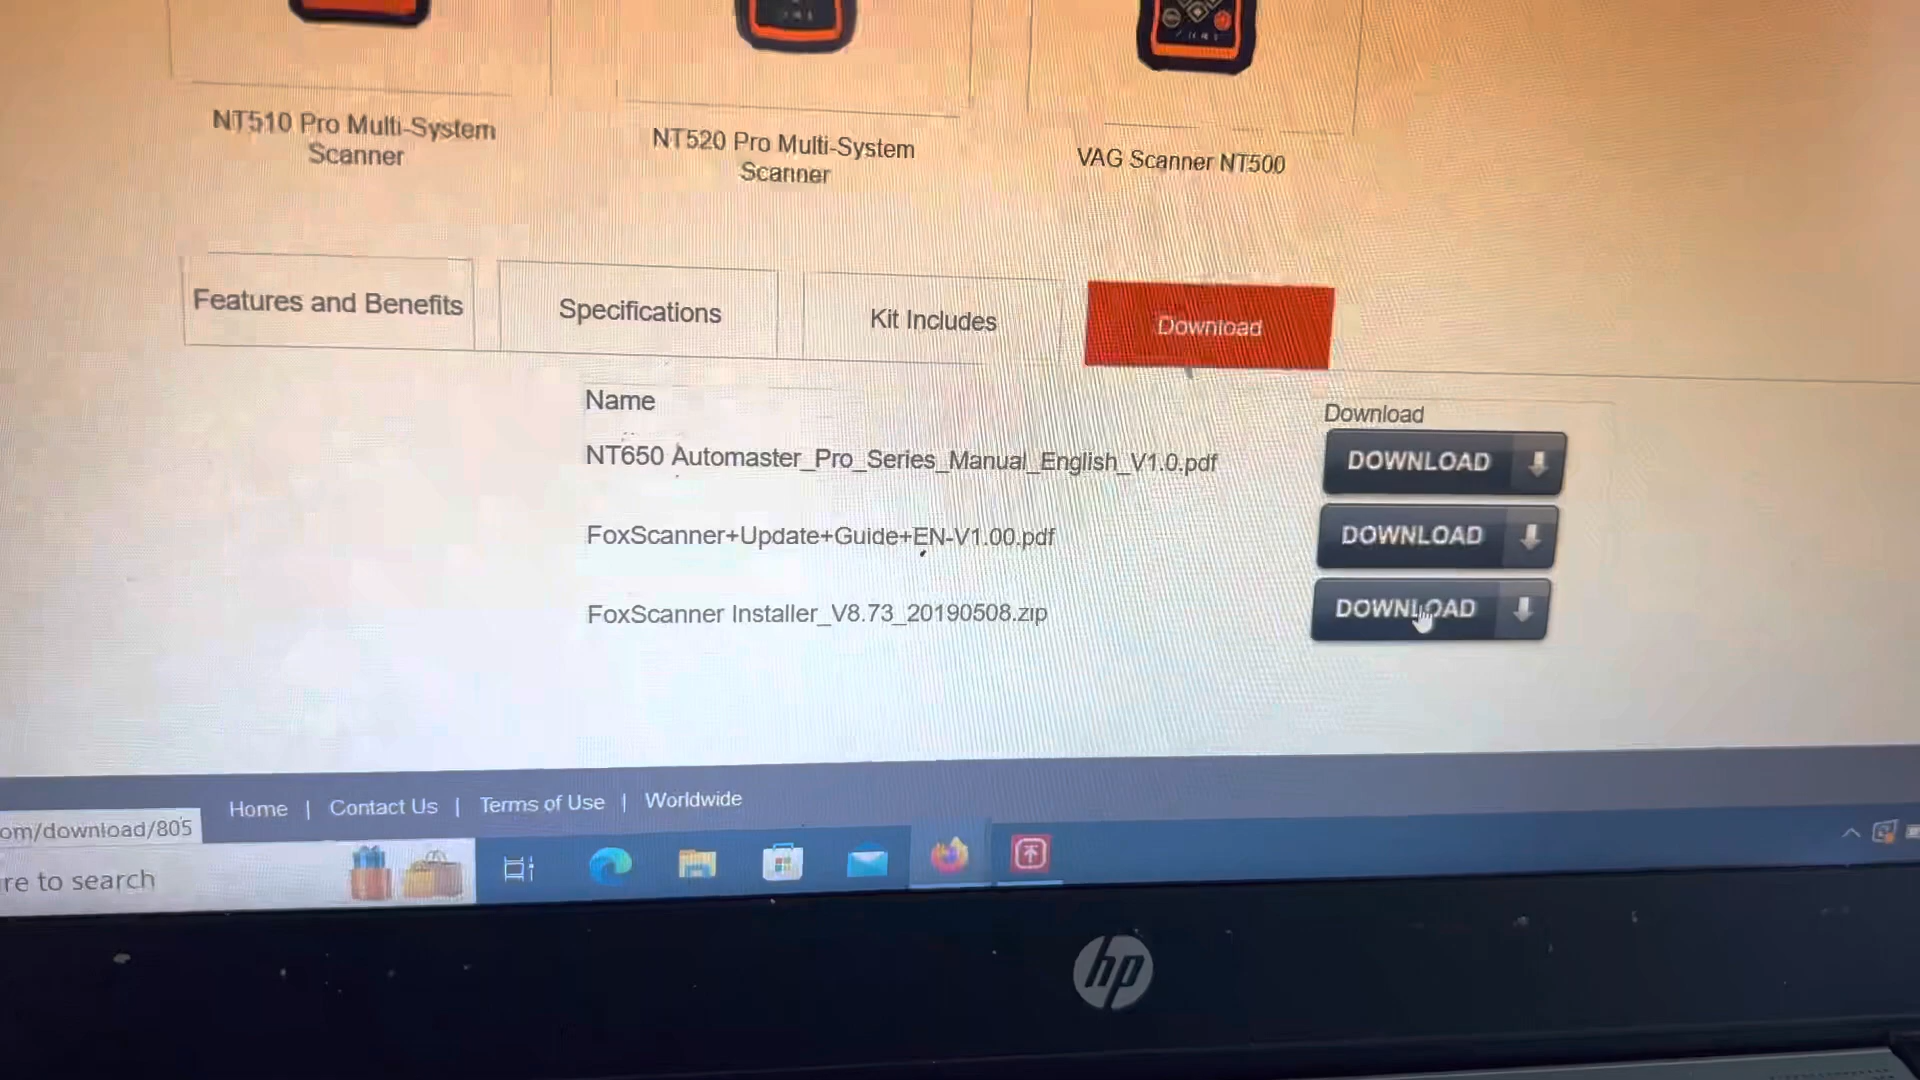 NT510 Pro Multi-System
Scanner
NT520 Pro Multi-System
Scanner
VAG Scanner NT500
Features and Benefits
Specifications
Kit Includes
Download
Name
Download
NT650 Automaster_Pro_Series_Manual_English_V1.0.pdf
DOWNLOAD
FoxScanner+Update+Guide+EN-V1.00.pdf
DOWNLOAD
FoxScanner Installer_V8.73_20190508.zip
DOWNLOAD
Home | Contact Us | Terms of Use | Worldwide
om/download/805
re to search
hp